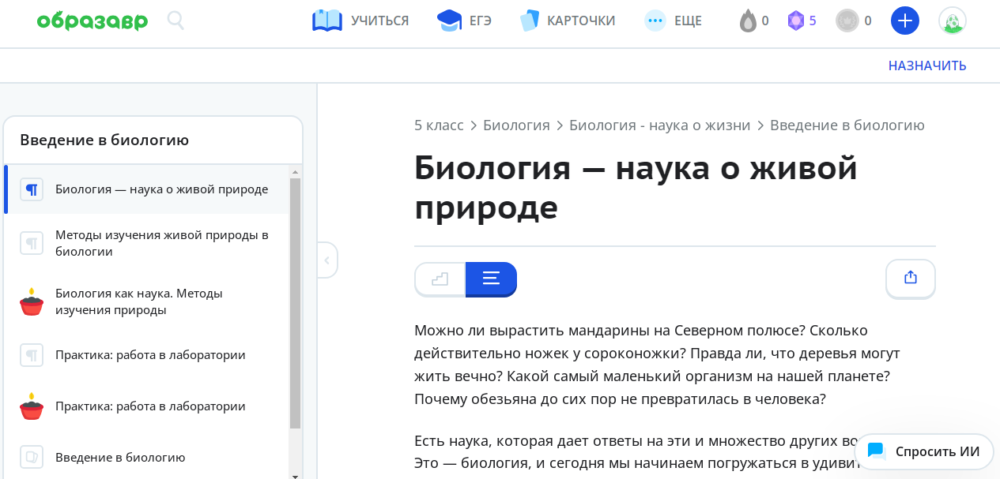 образавр
УЧИТЬСЯ
ЕГЭ
КАРТОЧКИ
ЕЩЕ
0
5
0
НАЗНАЧИТЬ
Введение в биологию
Биология — наука о живой природе
Методы изучения живой природы в
биологии
Биология как наука. Методы
изучения природы
Практика: работа в лаборатории
Практика: работа в лаборатории
Введение в биологию
5 класс > Биология > Биология - наука о жизни > Введение в биологию
Биология — наука о живой
природе
Можно ли вырастить мандарины на Северном полюсе? Сколько
действительно ножек у сороконожки? Правда ли, что деревья могут
жить вечно? Какой самый маленький организм на нашей планете?
Почему обезьяна до сих пор не превратилась в человека?
Есть наука, которая дает ответы на эти и множество других
Это — биология, и сегодня мы начинаем погружаться в
Спросить ИИ